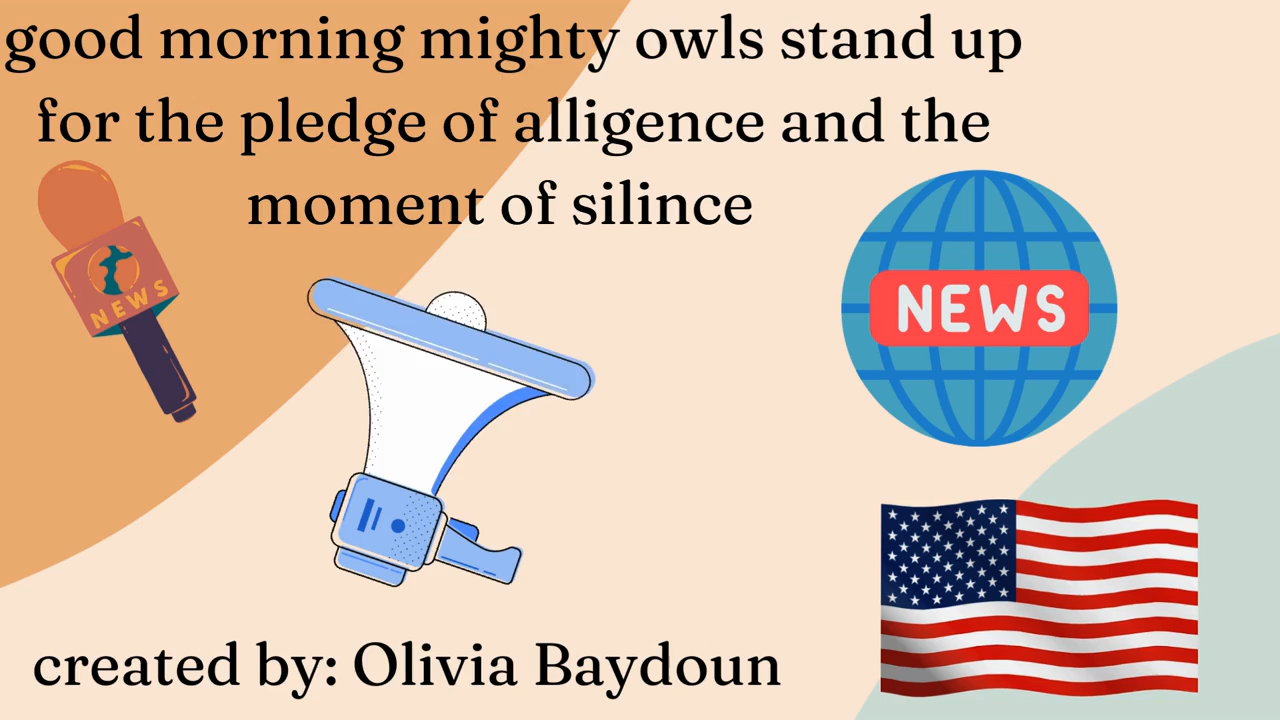 good morning mighty owls stand up
for the pledge of alligence and the
moment of silince
NEWS
NEWS
created by: Olivia Baydoun